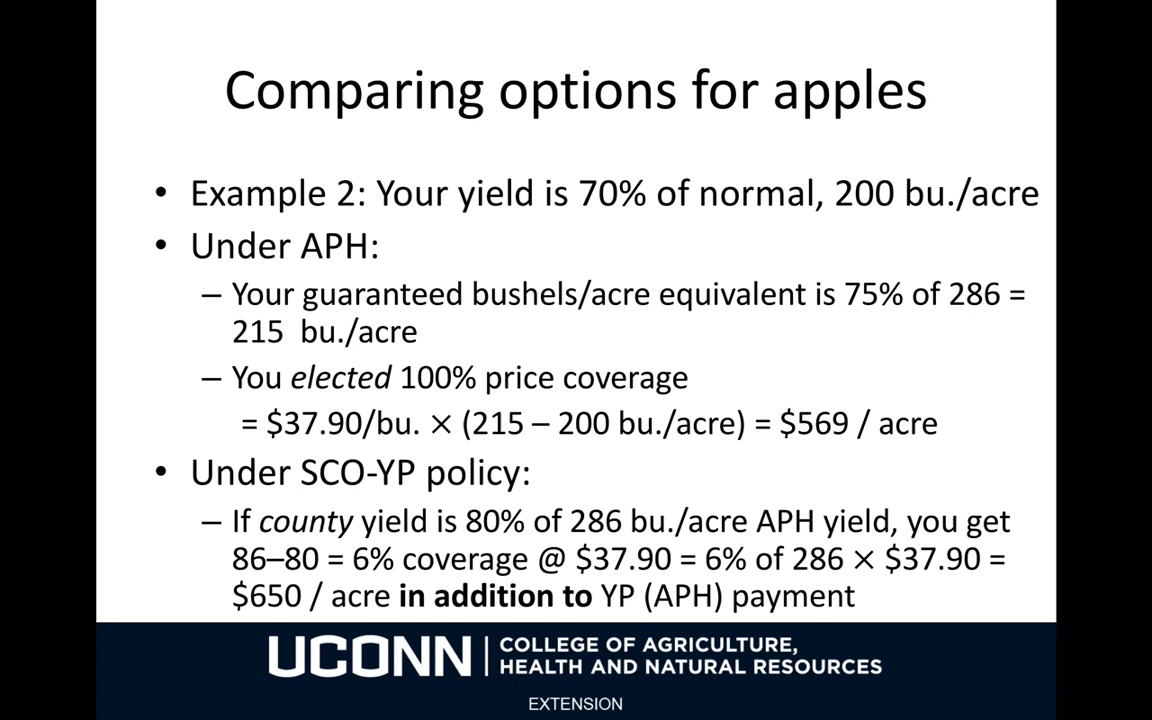 Comparing options for apples
• Example 2: Your yield is 70% of normal, 200 bu./acre
• Under APH:
– Your guaranteed bushels/acre equivalent is 75% of 286 =
215 bu./acre
– You elected 100% price coverage
= $37.90/bu. × (215 – 200 bu./acre) = $569 / acre
• Under SCO-YP policy:
– If county yield is 80% of 286 bu./acre APH yield, you get
86–80 = 6% coverage @ $37.90 = 6% of 286 × $37.90 =
$650 / acre in addition to YP (APH) payment
UCONN | COLLEGE OF AGRICULTURE,
HEALTH AND NATURAL RESOURCES
EXTENSION